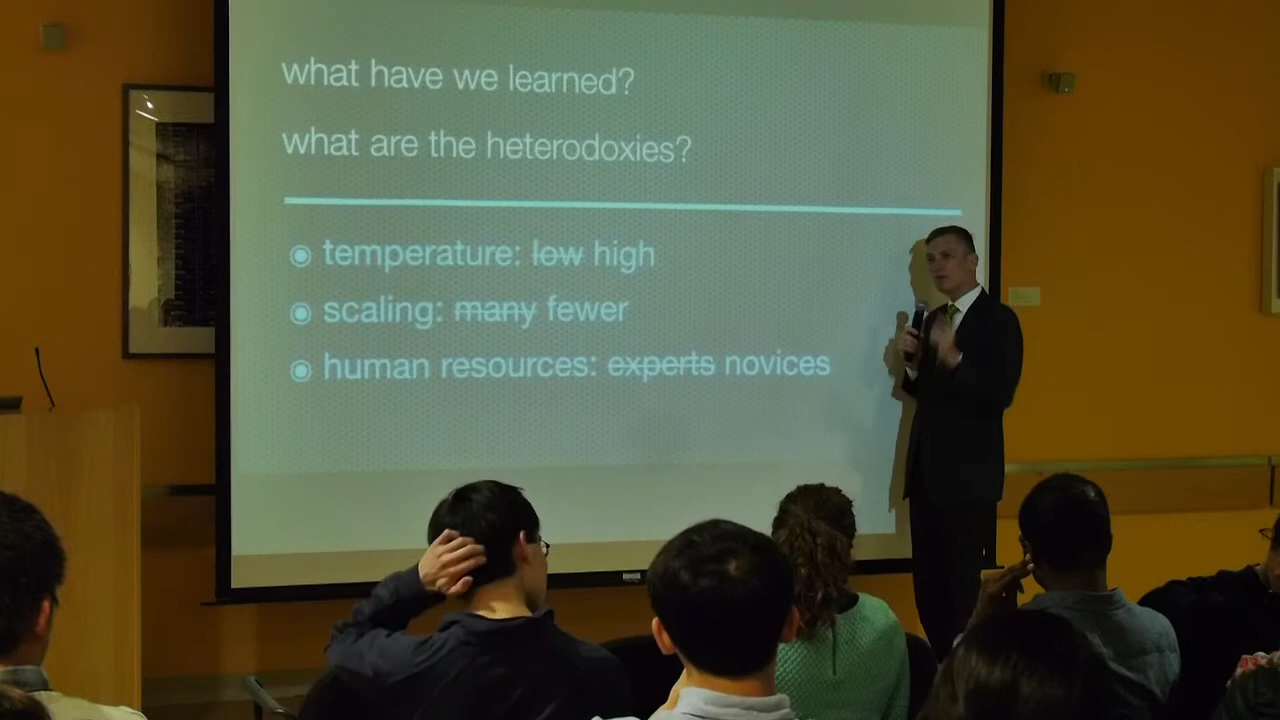 what have we learned?
what are the heterodoxies?
temperature: low high
scaling: many fewer
human resources: experts novices